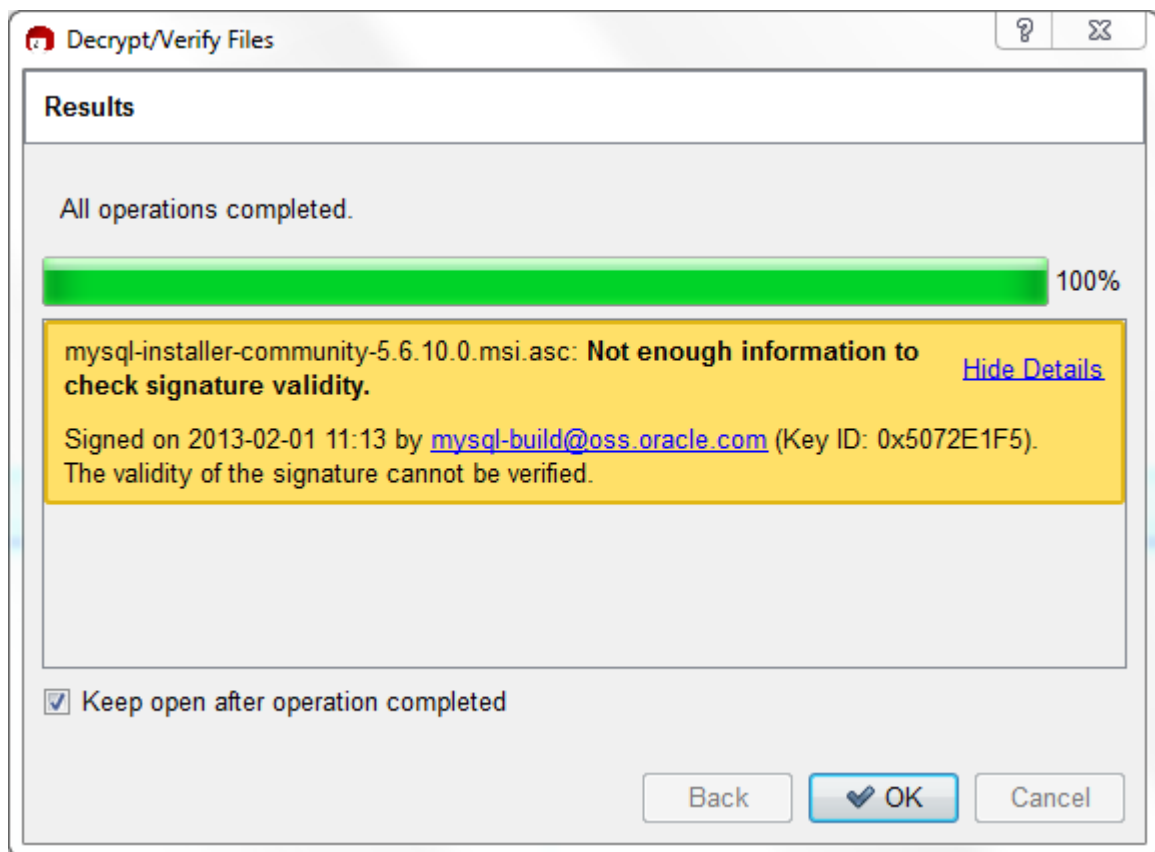 Decrypt/Verify Files
Results
All operations completed.
100%
mysql-installer-community-5.6.10.0.msi.asc: Not enough information to
check signature validity.
Hide Details
Signed on 2013-02-01 11:13 by mysql-build@oss.oracle.com (Key ID: 0x5072E1F5).
The validity of the signature cannot be verified.
Keep open after operation completed
Back
OK
Cancel